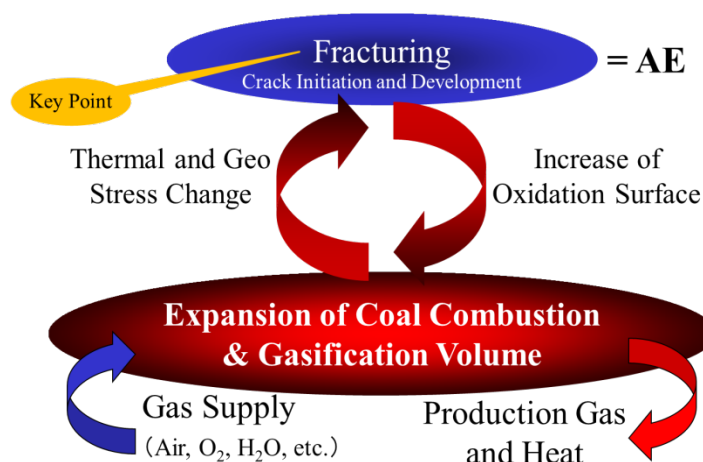 Fracturing
Crack Initiation and Development
= AE
Key Point
Thermal and Geo
Stress Change
Increase of
Oxidation Surface
Expansion of Coal Combustion
& Gasification Volume
Gas Supply
(Air, O₂, H₂O, etc.)
Production Gas
and Heat